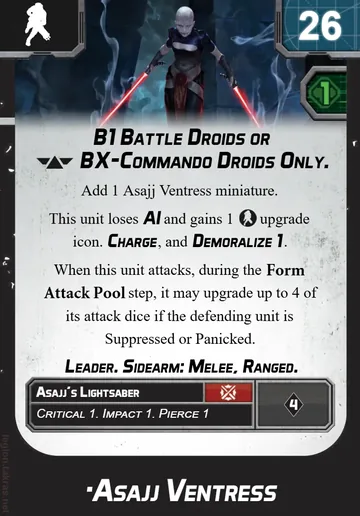 26
1
B1 Battle Droids or
BX-Commando Droids Only.
Add 1 Asajj Ventress miniature.
This unit loses AI and gains 1 upgrade
icon. Charge, and Demoralize 1.
When this unit attacks, during the Form
Attack Pool step, it may upgrade up to 4 of
its attack dice if the defending unit is
Suppressed or Panicked.
Leader. Sidearm: Melee, Ranged.
Asajj's Lightsaber
Critical 1. Impact 1. Pierce 1
4
•Asajj Ventress